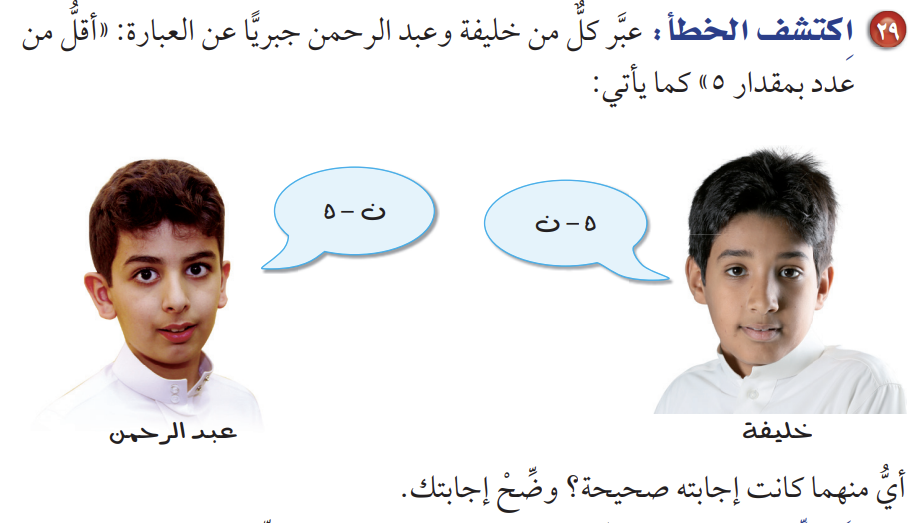 ٢٩ اِكتشف الخطأ: عبَّر كلٌّ من خليفة وعبد الرحمن جبريًّا عن العبارة: «أقلُّ من
عدد بمقدار ٥» كما يأتي:
٥ – ن
ن – ٥
خليفة
عبد الرحمن
أيُّ منهما كانت إجابته صحيحة؟ وضِّحْ إجابتك.